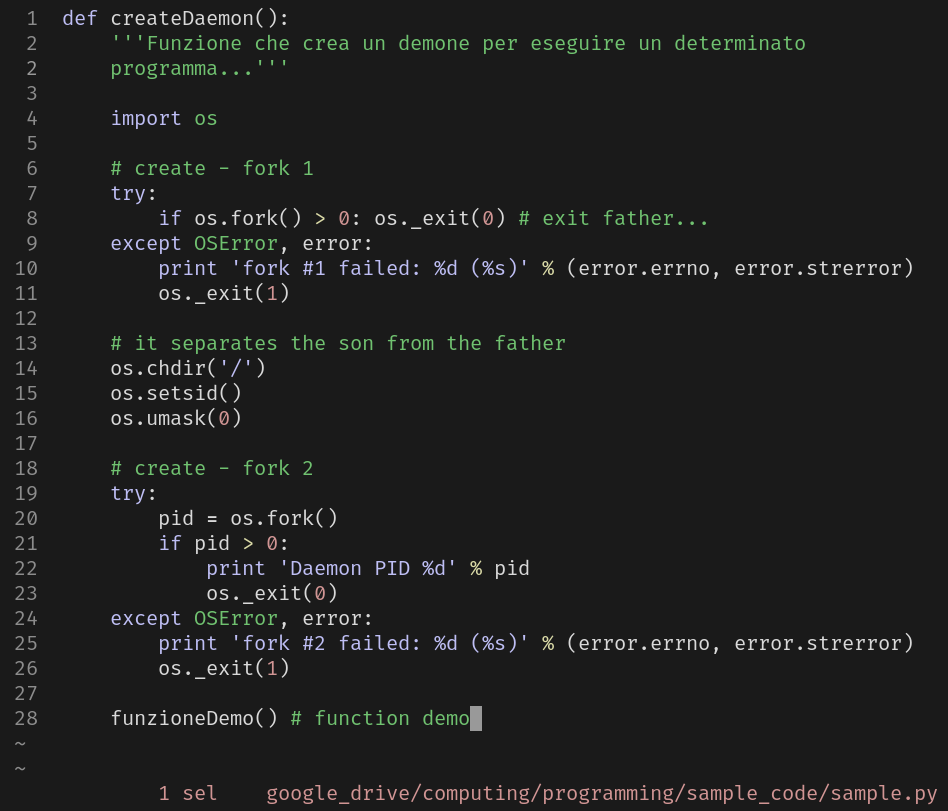 1 def createDaemon():
2     '''Funzione che crea un demone per eseguire un determinato
2     programma...'''
3
4     import os
5
6     # create - fork 1
7     try:
8         if os.fork() > 0: os._exit(0) # exit father...
9     except OSError, error:
10         print 'fork #1 failed: %d (%s)' % (error.errno, error.strerror)
11         os._exit(1)
12
13     # it separates the son from the father
14     os.chdir('/')
15     os.setsid()
16     os.umask(0)
17
18     # create - fork 2
19     try:
20         pid = os.fork()
21         if pid > 0:
22             print 'Daemon PID %d' % pid
23             os._exit(0)
24     except OSError, error:
25         print 'fork #2 failed: %d (%s)' % (error.errno, error.strerror)
26         os._exit(1)
27
28     funzioneDemo() # function demo
~
~
1 sel    google_drive/computing/programming/sample_code/sample.py